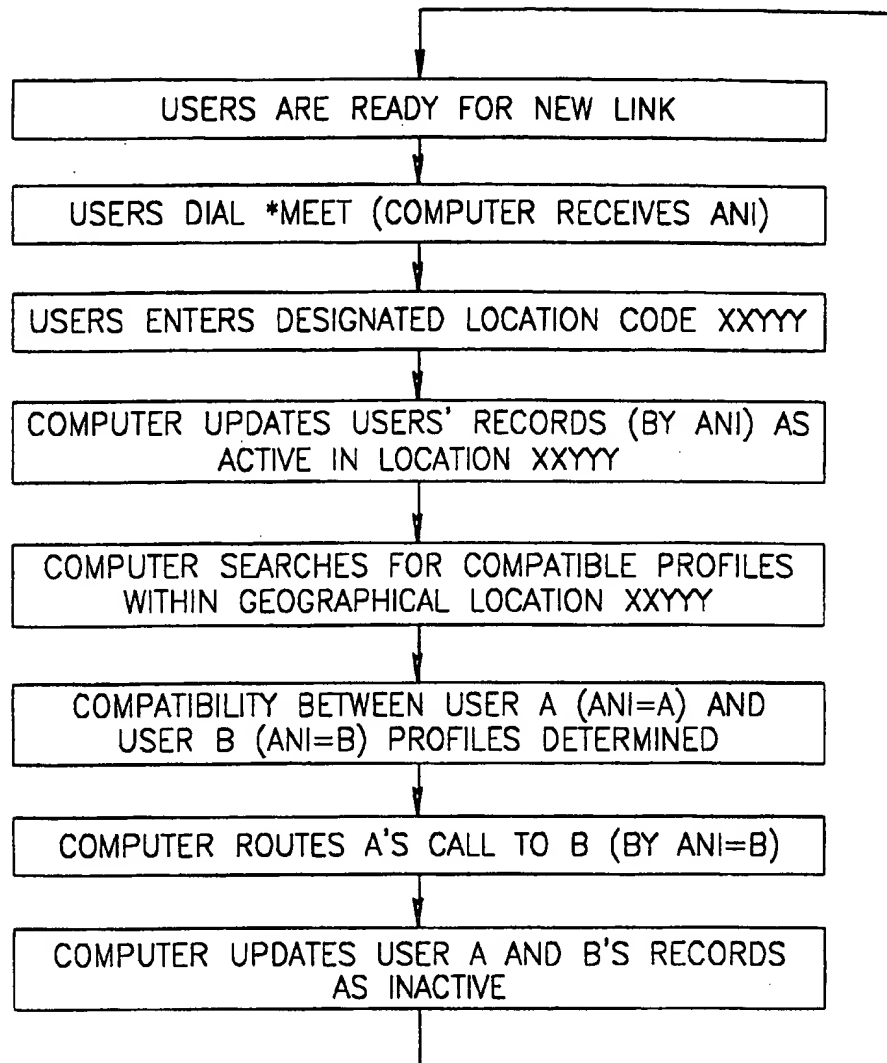 USERS ARE READY FOR NEW LINK
USERS DIAL *MEET (COMPUTER RECEIVES ANI)
USERS ENTERS DESIGNATED LOCATION CODE XXYYY
COMPUTER UPDATES USERS' RECORDS (BY ANI) AS
ACTIVE IN LOCATION XXYYY
COMPUTER SEARCHES FOR COMPATIBLE PROFILES
WITHIN GEOGRAPHICAL LOCATION XXYYY
COMPATIBILITY BETWEEN USER A (ANI=A) AND
USER B (ANI=B) PROFILES DETERMINED
COMPUTER ROUTES A'S CALL TO B (BY ANI=B)
COMPUTER UPDATES USER A AND B'S RECORDS
AS INACTIVE